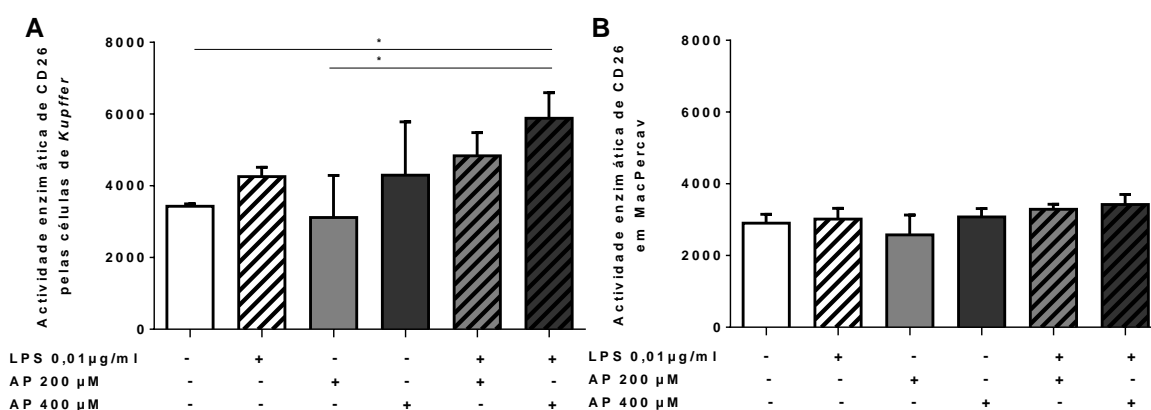 A
Actividade enzimática de CD26
pelas células de Kupffer
8000
6000
4000
2000
0
*
*
LPS 0,01µg/ml - + - - + +
AP 200 µM - - + - + -
AP 400 µM - - - + - +
B
Actividade enzimática de CD26
em MacPercav
8000
6000
4000
2000
0
LPS 0,01µg/ml - + - - + +
AP 200 µM - - + - + -
AP 400 µM - - - + - +